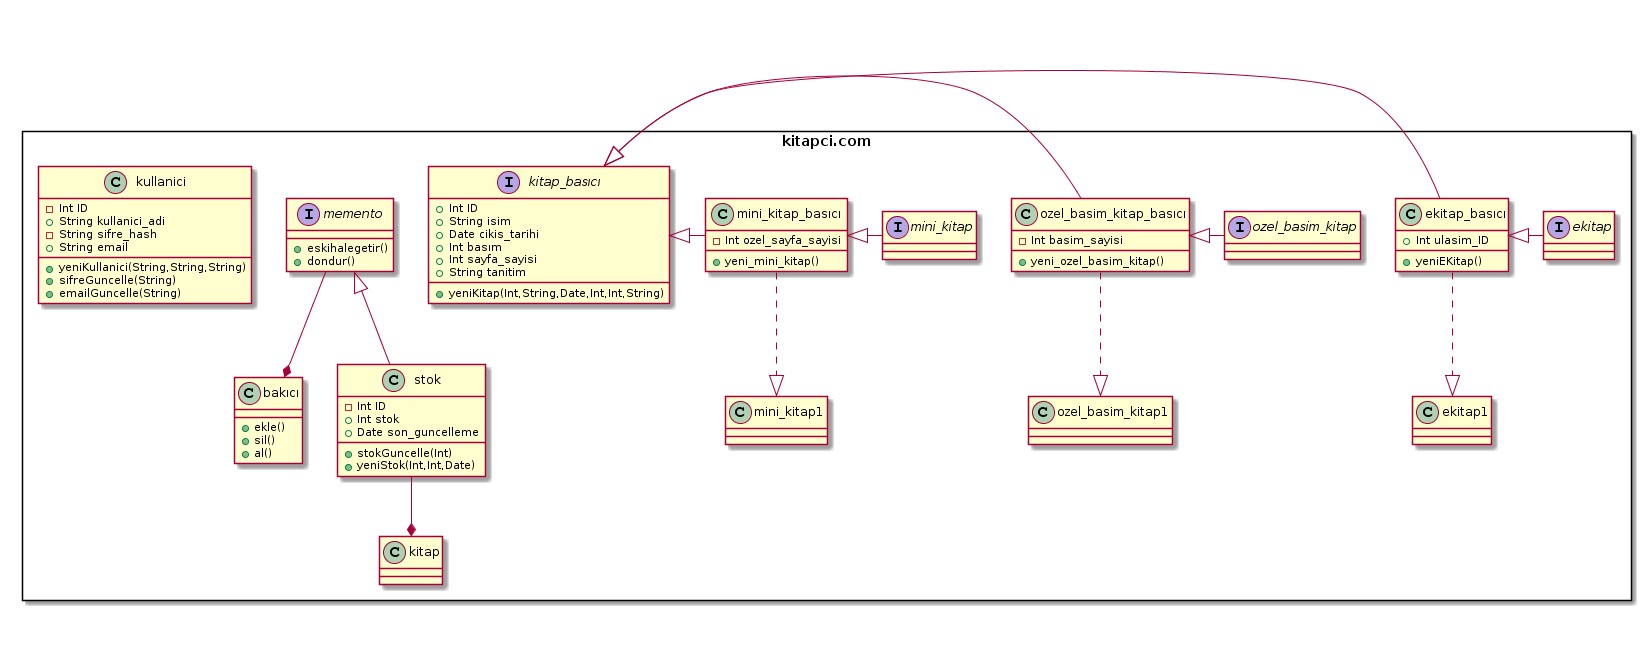 kitapci.com
C kullanici
Int ID
String kullanici_adi
String sifre_hash
String email
yeniKullanici(String,String,String)
sifreGuncelle(String)
emailGuncelle(String)
I memento
eskihalegetir()
dondur()
I kitap_basıcı
Int ID
String isim
Date cikis_tarihi
Int basım
Int sayfa_sayisi
String tanitim
yeniKitap(Int,String,Date,Int,Int,String)
C mini_kitap_basıcı
Int ozel_sayfa_sayisi
yeni_mini_kitap()
I mini_kitap
C ozel_basim_kitap_basıcı
Int basim_sayisi
yeni_ozel_basim_kitap()
I ozel_basim_kitap
C ekitap_basıcı
Int ulasim_ID
yeniEKitap()
I ekitap
C bakıcı
ekle()
sil()
al()
C stok
Int ID
Int stok
Date son_guncelleme
stokGuncelle(Int)
yeniStok(Int,Int,Date)
C mini_kitap1
C ozel_basim_kitap1
C ekitap1
C kitap